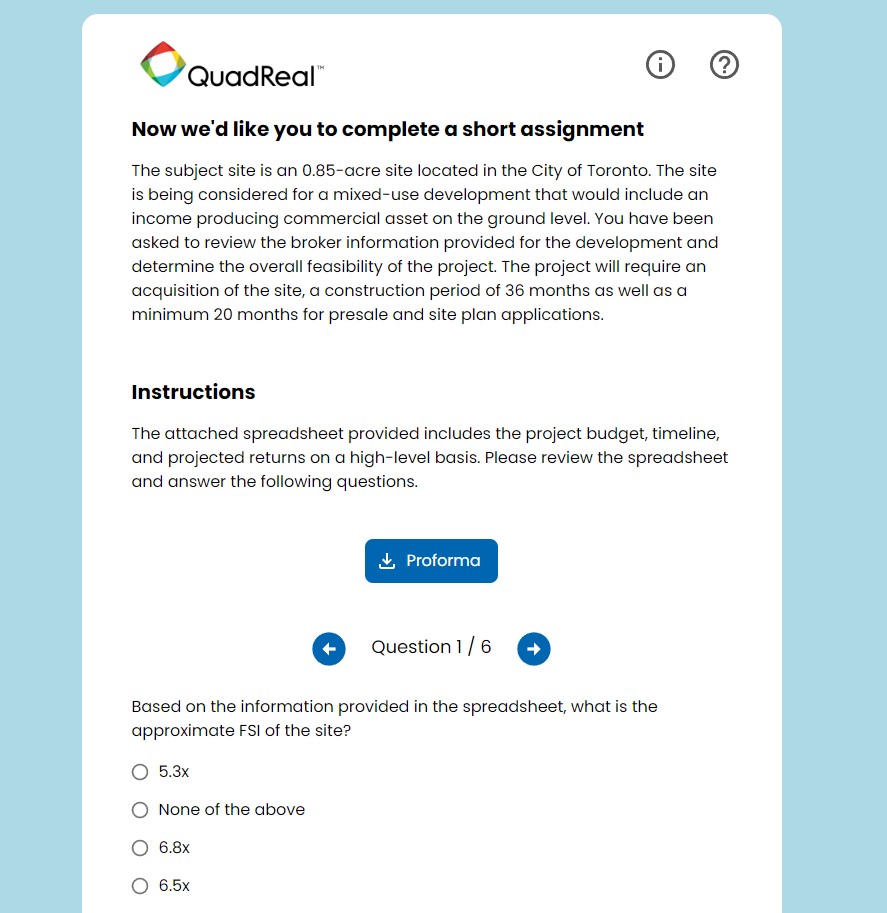 QuadReal™
Now we'd like you to complete a short assignment
The subject site is an 0.85-acre site located in the City of Toronto. The site
is being considered for a mixed-use development that would include an
income producing commercial asset on the ground level. You have been
asked to review the broker information provided for the development and
determine the overall feasibility of the project. The project will require an
acquisition of the site, a construction period of 36 months as well as a
minimum 20 months for presale and site plan applications.
Instructions
The attached spreadsheet provided includes the project budget, timeline,
and projected returns on a high-level basis. Please review the spreadsheet
and answer the following questions.
Proforma
Question 1 / 6
Based on the information provided in the spreadsheet, what is the
approximate FSI of the site?
5.3x
None of the above
6.8x
6.5x